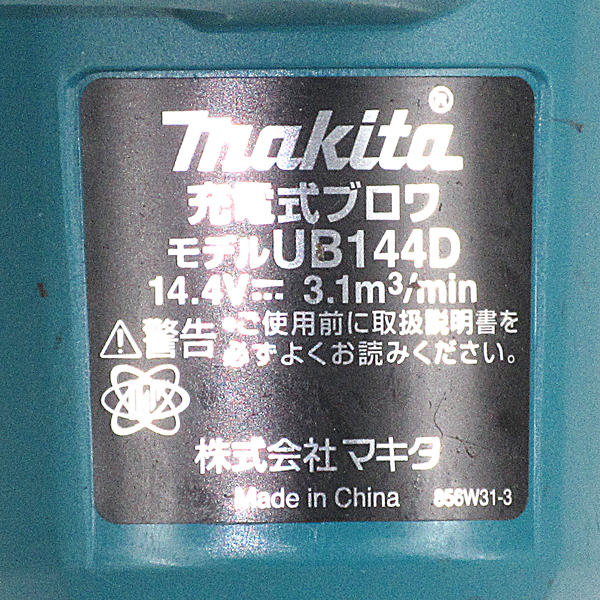 makita®
充電式ブロワ
モデルUB144D
14.4V⎓ 3.1m³/min
⚠警告 •ご使用前に取扱説明書を
必ずよくお読みください。
株式会社マキタ
Made in China 856W31-3